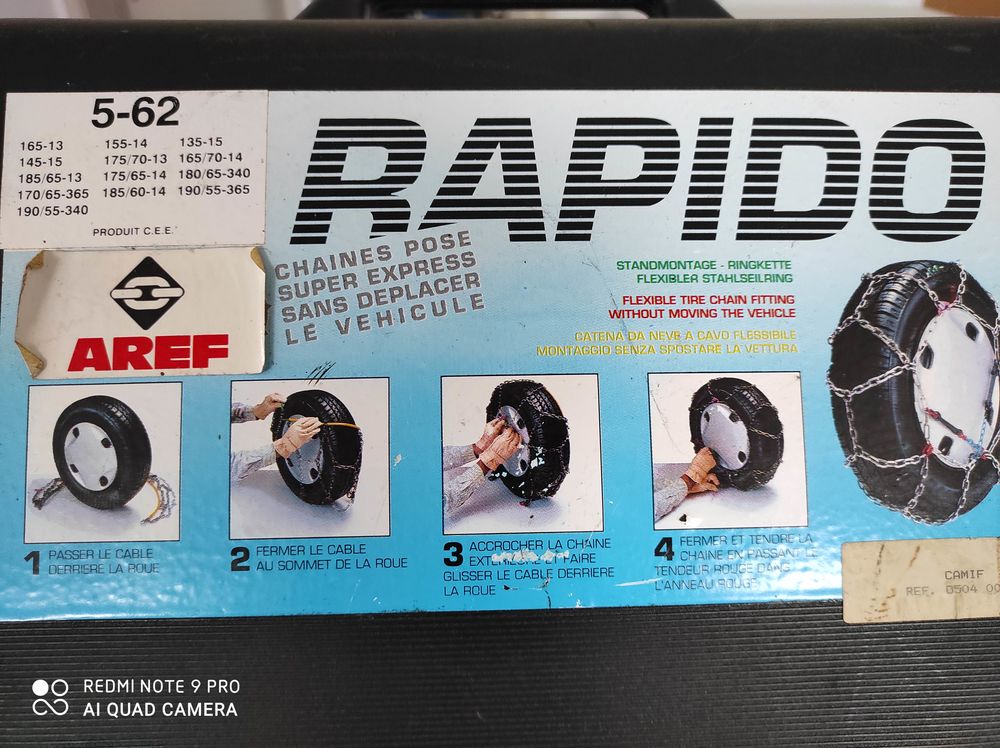 5-62
165-13 155-14 135-15
145-15 175/70-13 165/70-14
185/65-13 175/65-14 180/65-340
170/65-365 185/60-14 190/55-365
190/55-340
PRODUIT C.E.E.
AREF
RAPIDO
CHAINES POSE
SUPER EXPRESS
SANS DEPLACER
LE VEHICULE
STANDMONTAGE - RINGKETTE
FLEXIBLER STAHLSEILRING
FLEXIBLE TIRE CHAIN FITTING
WITHOUT MOVING THE VEHICLE
CATENA DA NEVE A CAVO FLESSIBILE
MONTAGGIO SENZA SPOSTARE LA VETTURA
1 PASSER LE CABLE
DERRIERE LA ROUE
2 FERMER LE CABLE
AU SOMMET DE LA ROUE
3 ACCROCHER LA CHAINE
EXTERIEURE ET FAIRE
GLISSER LE CABLE DERRIERE
LA ROUE
4 FERMER ET TENDRE LA
CHAINE EN PASSANT LE
TENDEUR ROUGE DANS
L'ANNEAU ROUGE
CAMIF
REF. 0504 00
REDMI NOTE 9 PRO
AI QUAD CAMERA